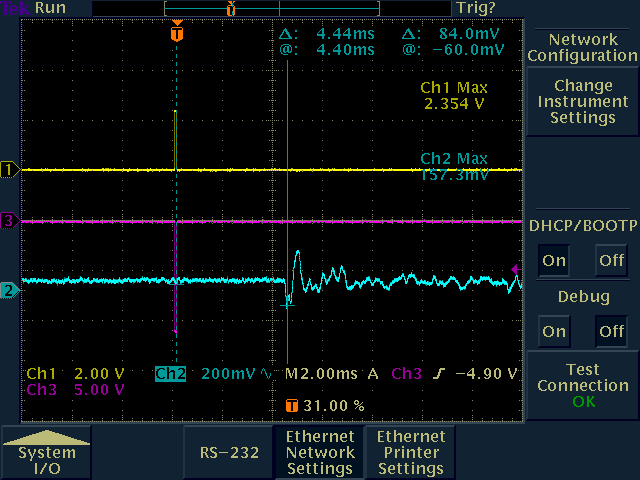 Tek Run
Trig?
Δ: 4.44ms Δ: 84.0mV
@: 4.40ms @: -60.0mV
Ch1 Max
2.354 V
Ch2 Max
157.3mV
T
1
3
2
Ch1 2.00 V Ch2 200mV∿ M2.00ms A Ch3 ƒ -4.90 V
Ch3 5.00 V
T 31.00 %
Network
Configuration
Change
Instrument
Settings
DHCP/BOOTP
On Off
Debug
On Off
Test
Connection
OK
System
I/O
RS-232
Ethernet
Network
Settings
Ethernet
Printer
Settings